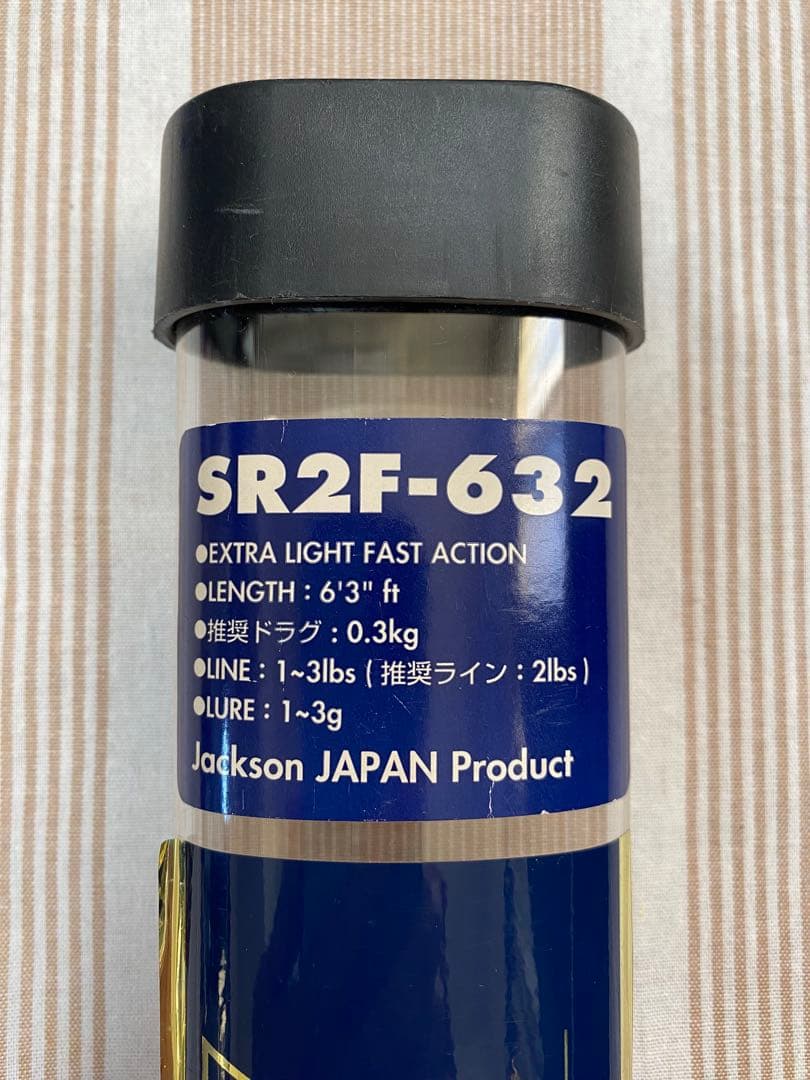 SR2F-632
●EXTRA LIGHT FAST ACTION
●LENGTH : 6'3" ft
●推奨ドラグ : 0.3kg
●LINE : 1~3lbs ( 推奨ライン : 2lbs )
●LURE : 1~3g
Jackson JAPAN Product